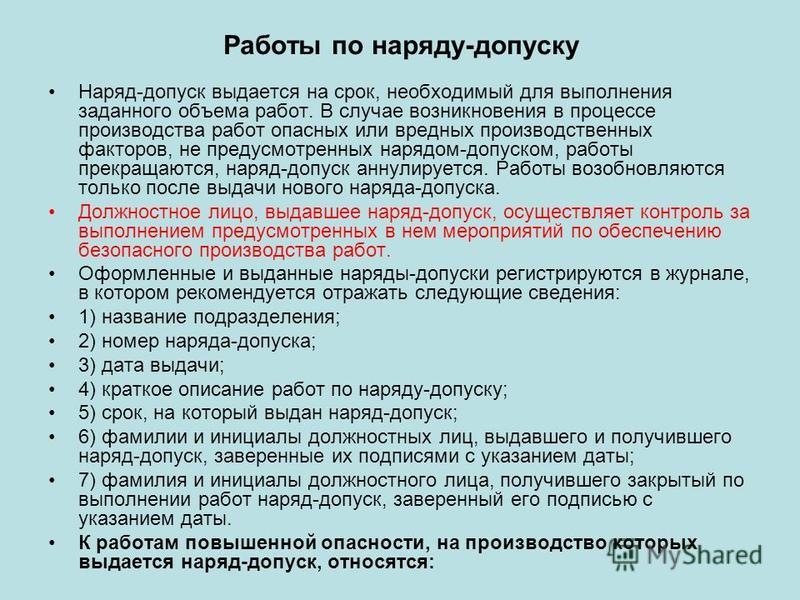 Работы по наряду-допуску
• Наряд-допуск выдается на срок, необходимый для выполнения
заданного объема работ. В случае возникновения в процессе
производства работ опасных или вредных производственных
факторов, не предусмотренных нарядом-допуском, работы
прекращаются, наряд-допуск аннулируется. Работы возобновляются
только после выдачи нового наряда-допуска.
• Должностное лицо, выдавшее наряд-допуск, осуществляет контроль за
выполнением предусмотренных в нем мероприятий по обеспечению
безопасного производства работ.
• Оформленные и выданные наряды-допуски регистрируются в журнале,
в котором рекомендуется отражать следующие сведения:
• 1) название подразделения;
• 2) номер наряда-допуска;
• 3) дата выдачи;
• 4) краткое описание работ по наряду-допуску;
• 5) срок, на который выдан наряд-допуск;
• 6) фамилии и инициалы должностных лиц, выдавшего и получившего
наряд-допуск, заверенные их подписями с указанием даты;
• 7) фамилия и инициалы должностного лица, получившего закрытый по
выполнении работ наряд-допуск, заверенный его подписью с
указанием даты.
• К работам повышенной опасности, на производство которых
выдается наряд-допуск, относятся:
MyShared